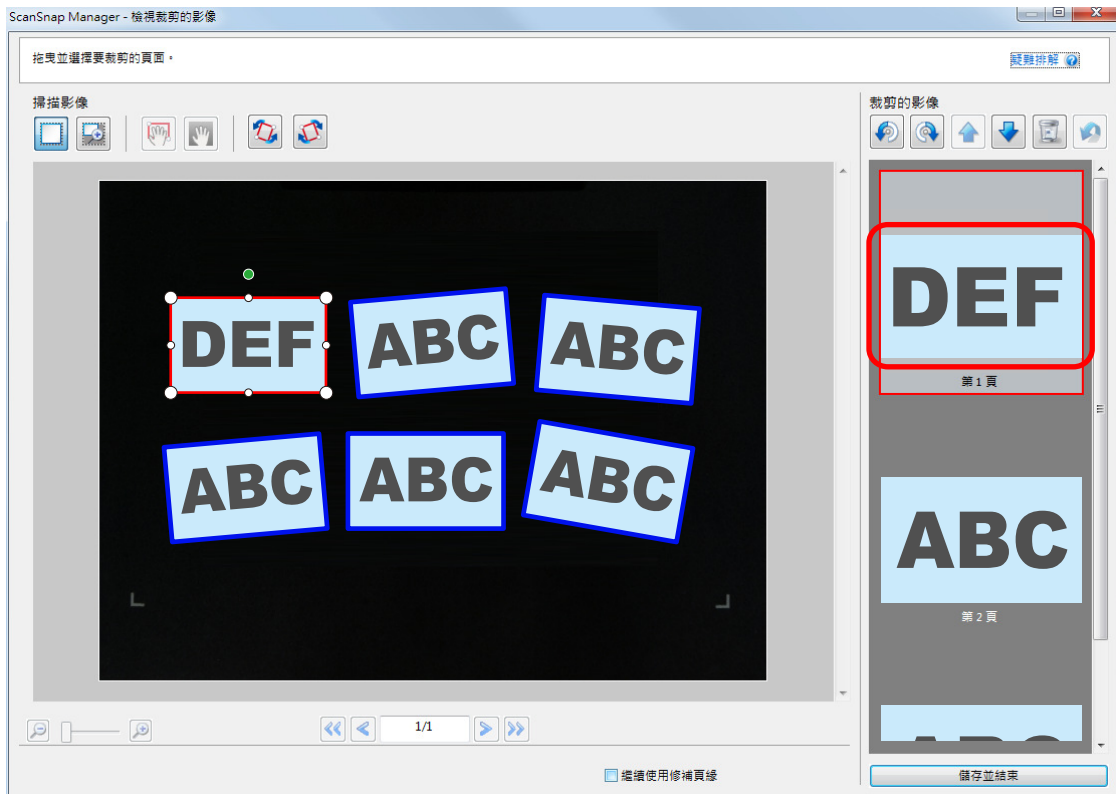 ScanSnap Manager - 檢視裁剪的影像
拖曳並選擇要裁剪的頁面。
疑難排解
掃描影像
裁剪的影像
DEF
ABC
ABC
ABC
ABC
ABC
1/1
繼續使用修補頁緣
DEF
第 1 頁
ABC
第 2 頁
ABC
儲存並結束